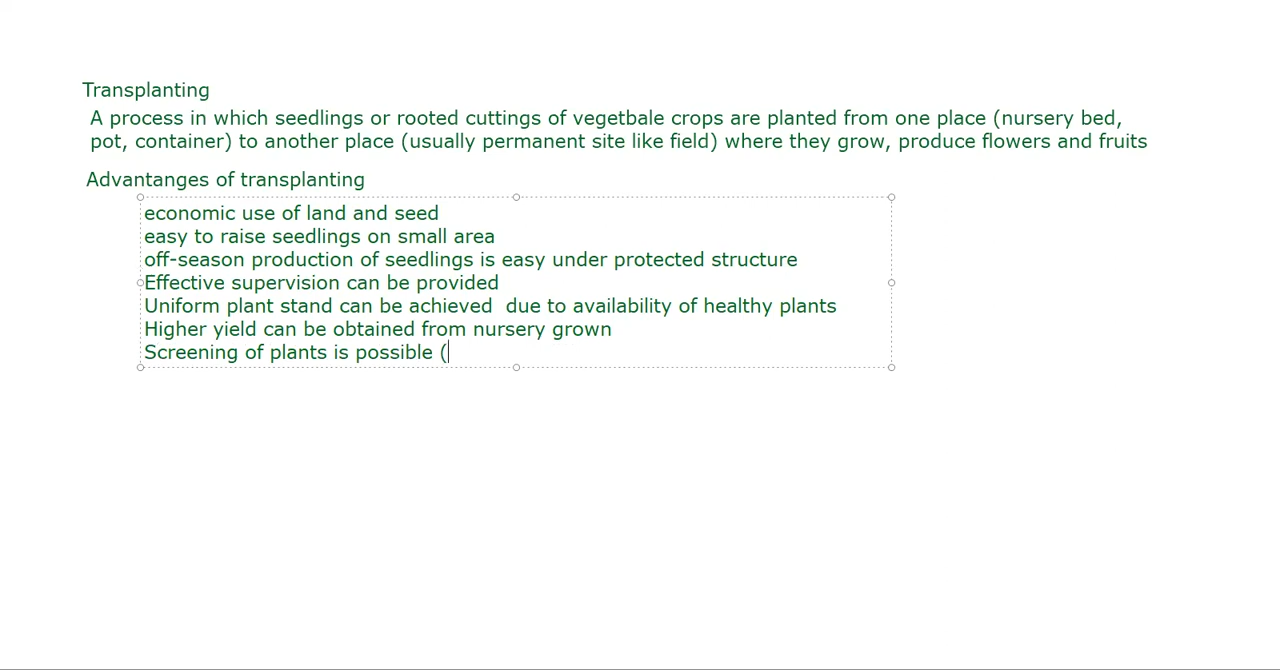 Transplanting
A process in which seedlings or rooted cuttings of vegetbale crops are planted from one place (nursery bed,
pot, container) to another place (usually permanent site like field) where they grow, produce flowers and fruits
Advantanges of transplanting
economic use of land and seed
easy to raise seedlings on small area
off-season production of seedlings is easy under protected structure
Effective supervision can be provided
Uniform plant stand can be achieved  due to availability of healthy plants
Higher yield can be obtained from nursery grown
Screening of plants is possible (